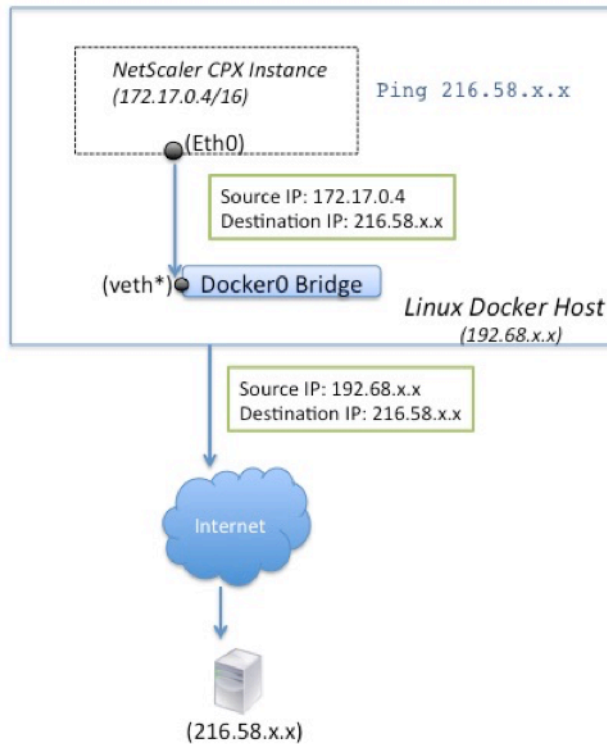 NetScaler CPX Instance
(172.17.0.4/16)
Ping 216.58.x.x
(Eth0)
Source IP: 172.17.0.4
Destination IP: 216.58.x.x
(veth*)
Docker0 Bridge
Linux Docker Host
(192.68.x.x)
Source IP: 192.68.x.x
Destination IP: 216.58.x.x
Internet
(216.58.x.x)